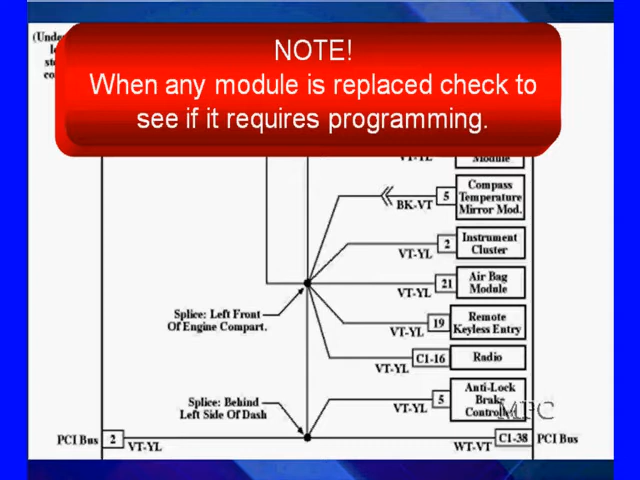 (Unde
NOTE!
When any module is replaced check to
see if it requires programming.
VT-YL
Module
BK-VT
5
Compass
Temperature
Mirror Mod.
VT-YL
2
Instrument
Cluster
VT-YL
21
Air Bag
Module
Splice: Left Front
Of Engine Compart.
VT-YL
19
Remote
Keyless Entry
VT-YL
C1-16
Radio
Splice: Behind
Left Side Of Dash
VT-YL
5
Anti-Lock
Brake
Controller
MPC
PCI Bus
2
VT-YL
WT-VT
C1-38
PCI Bus